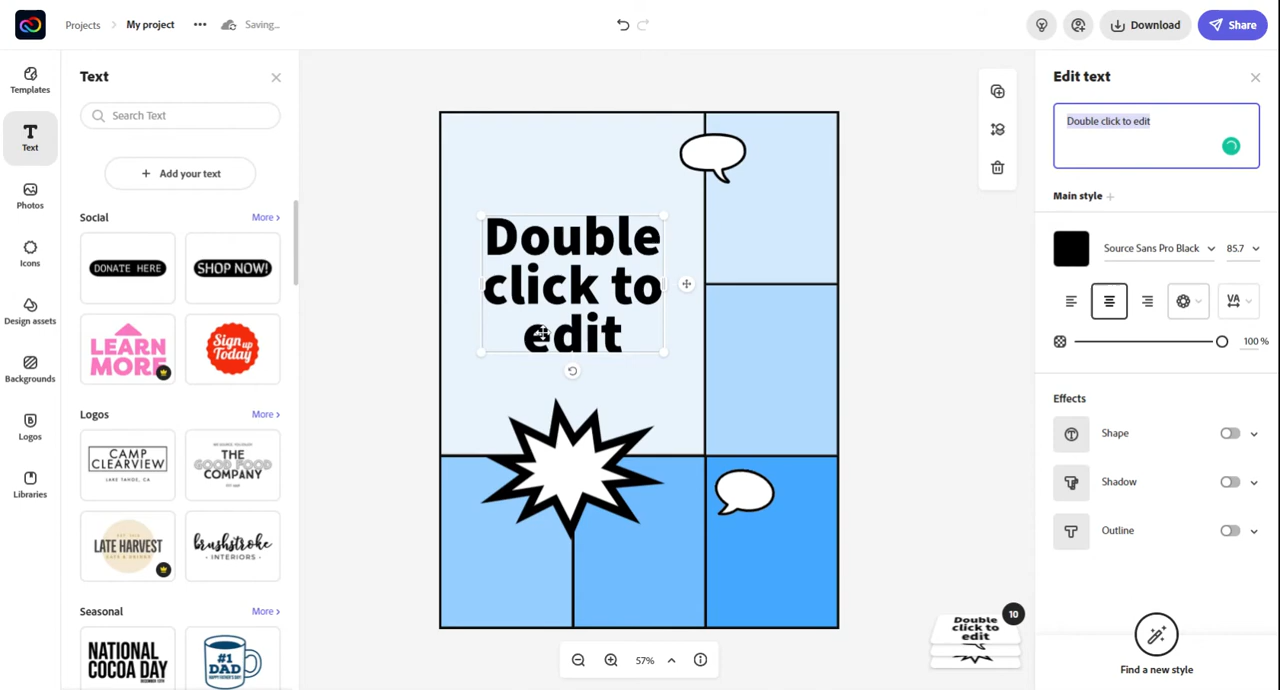 Projects
My project
Saving...
Download
Share
Templates
Text
Photos
Icons
Design assets
Backgrounds
Logos
Libraries
Text
Search Text
+ Add your text
Social
More >
DONATE HERE
SHOP NOW!
LEARN
MORE
Sign
up
Today
Logos
More >
CAMP
CLEARVIEW
LAKE TAHOE, CA
THE
GOOD FOOD
COMPANY
LATE HARVEST
brushstroke
- INTERIORS -
Seasonal
More >
NATIONAL
COCOA DAY
#1
DAD
Double
click to
edit
57%
10
Double
click to
edit
Edit text
Double click to edit
Main style +
Source Sans Pro Black
85.7
VA
100 %
Effects
Shape
Shadow
Outline
Find a new style